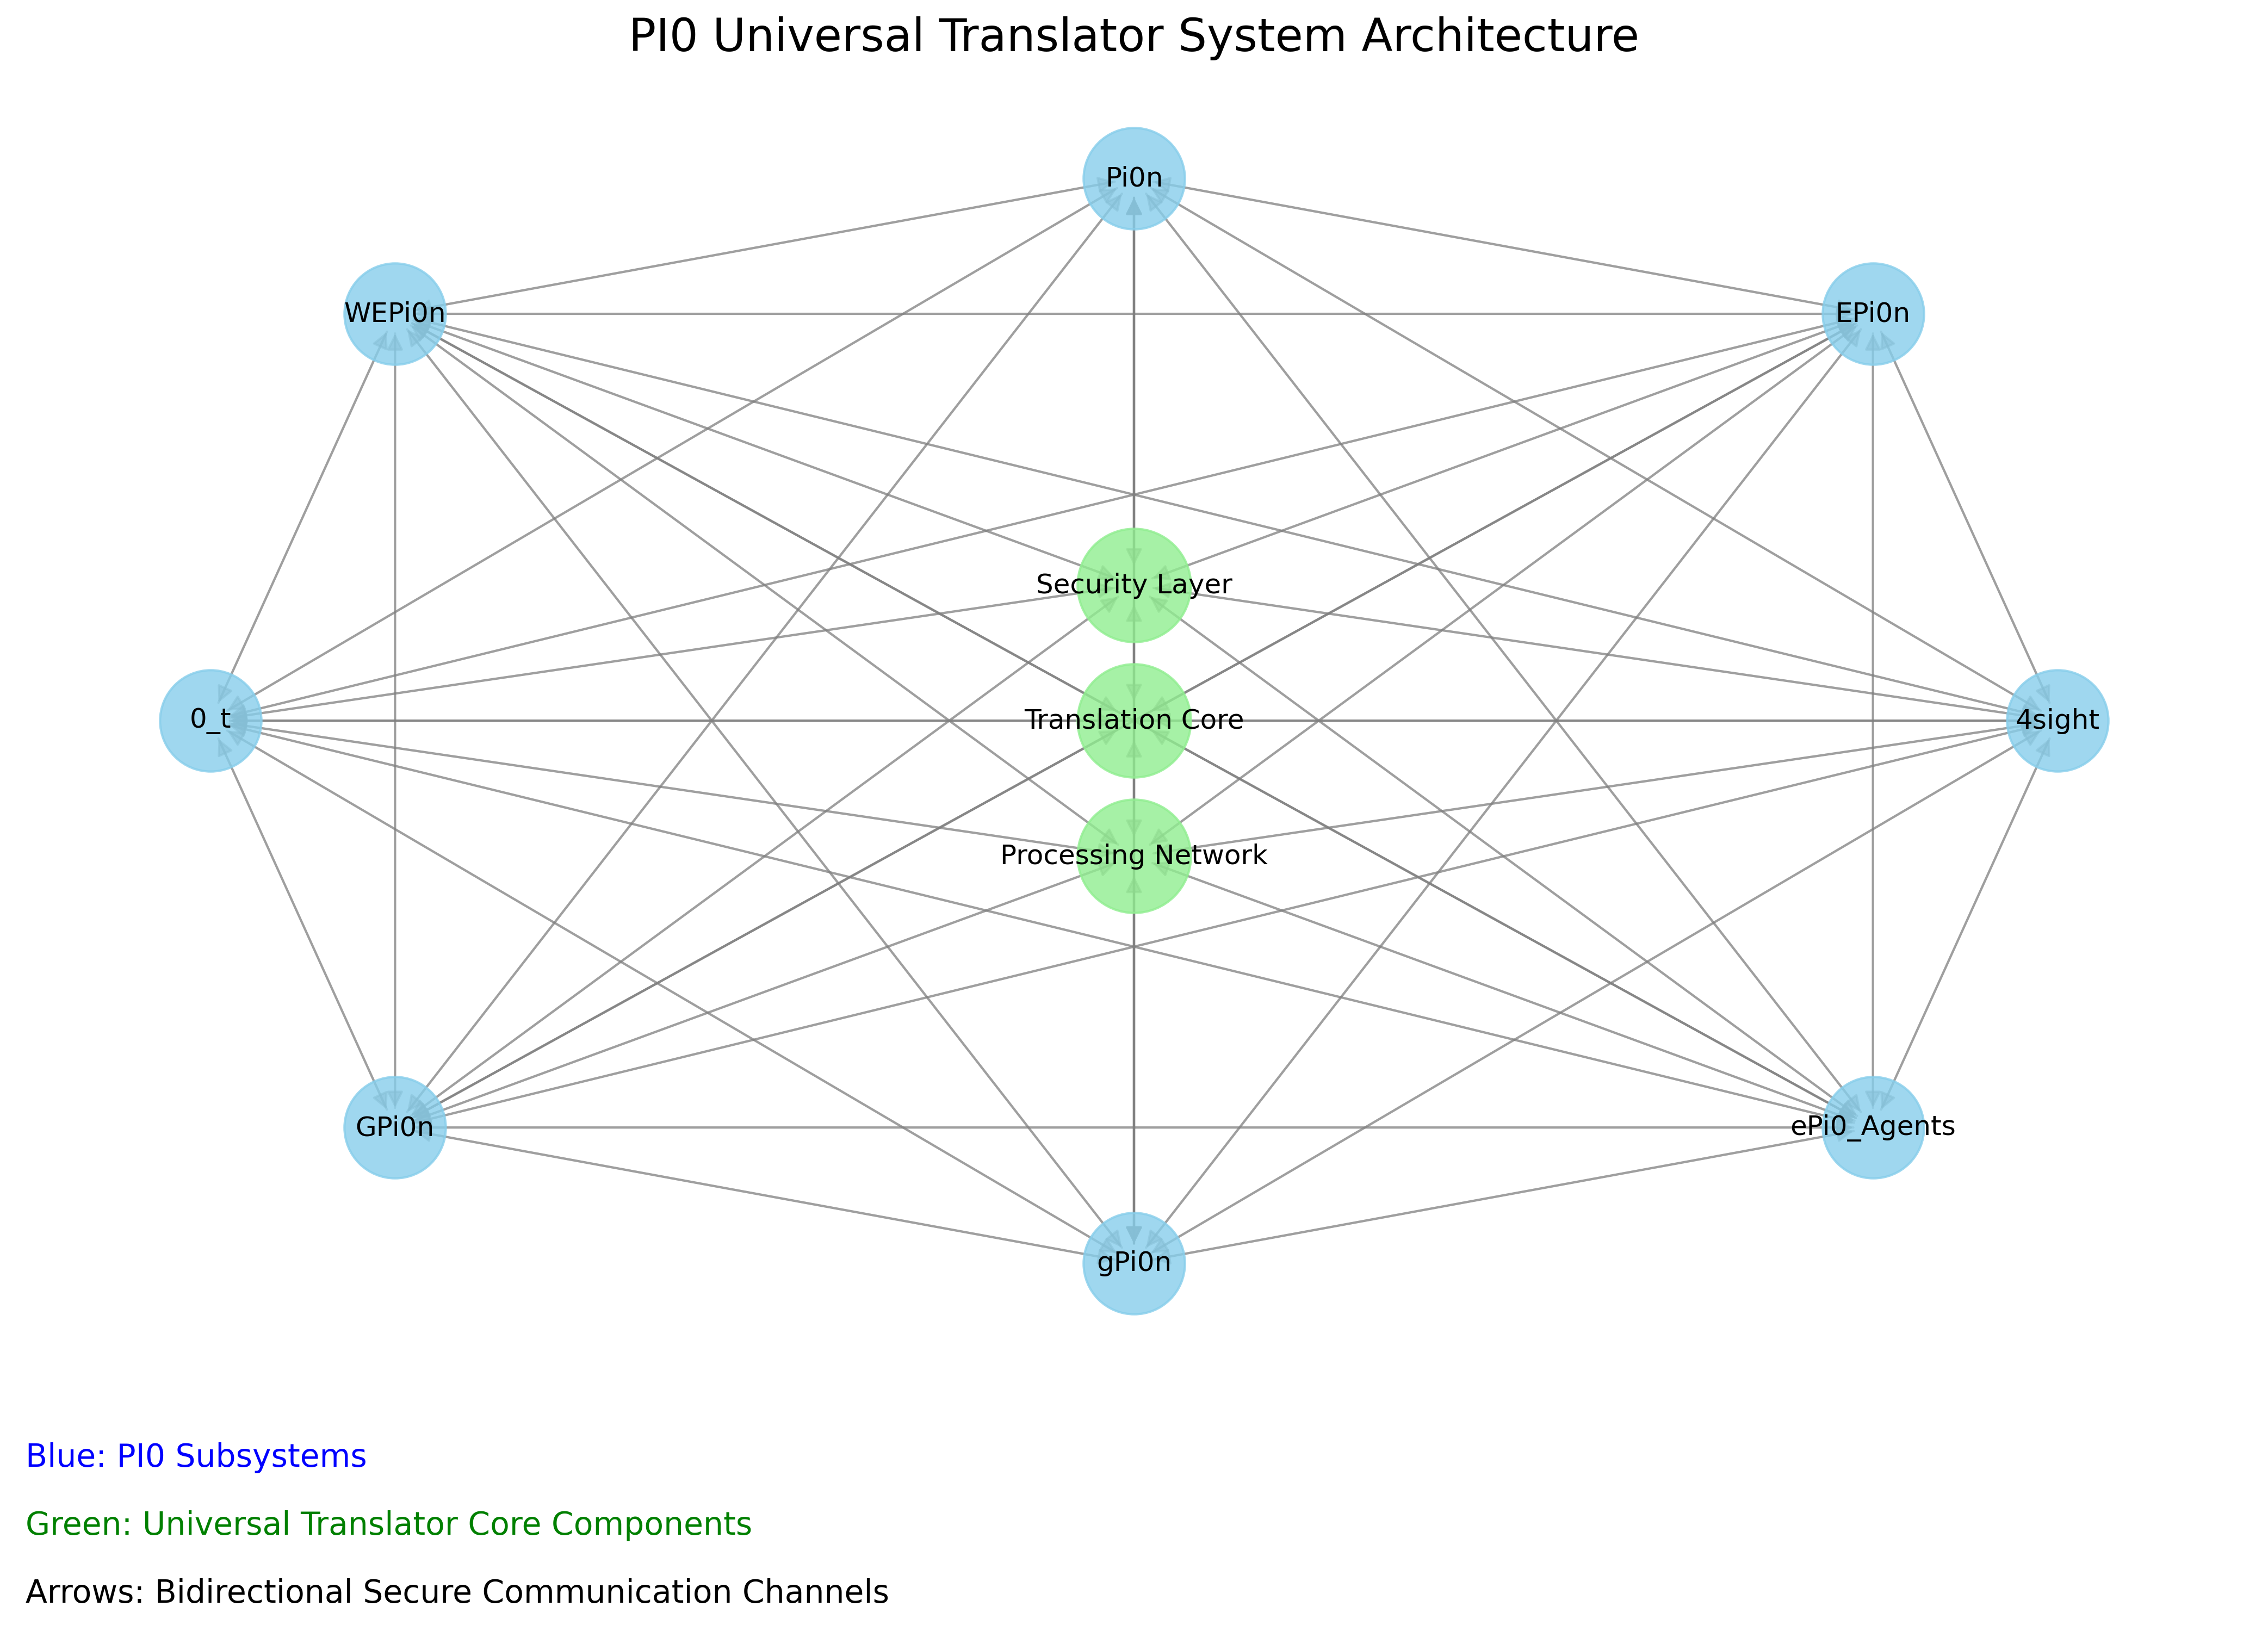 PI0 Universal Translator System Architecture
Pi0n
WEPi0n
EPi0n
Security Layer
0_t
Translation Core
4sight
Processing Network
GPi0n
ePi0_Agents
gPi0n
Blue: PI0 Subsystems
Green: Universal Translator Core Components
Arrows: Bidirectional Secure Communication Channels